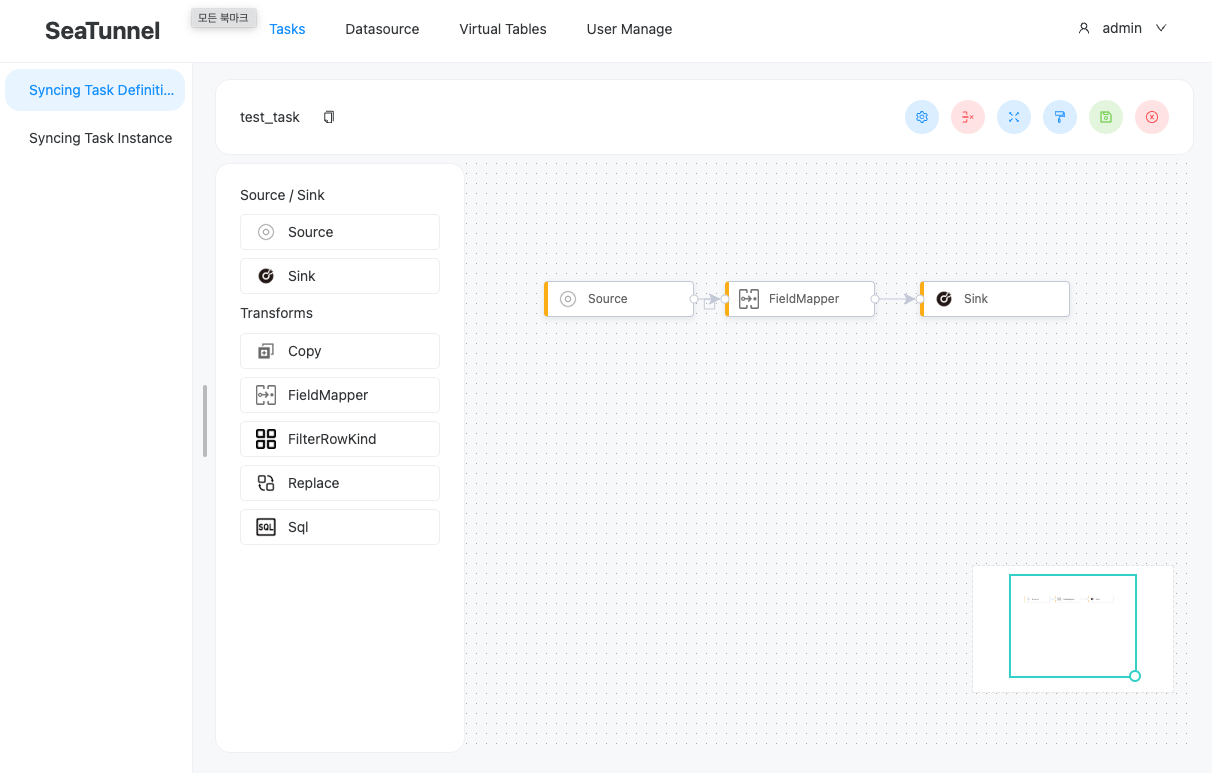 SeaTunnel
모든 북마크
Tasks
Datasource
Virtual Tables
User Manage
admin
Syncing Task Definiti...
Syncing Task Instance
test_task
Source / Sink
Source
Sink
Transforms
Copy
FieldMapper
FilterRowKind
Replace
SQL
Sql
Source
FieldMapper
Sink